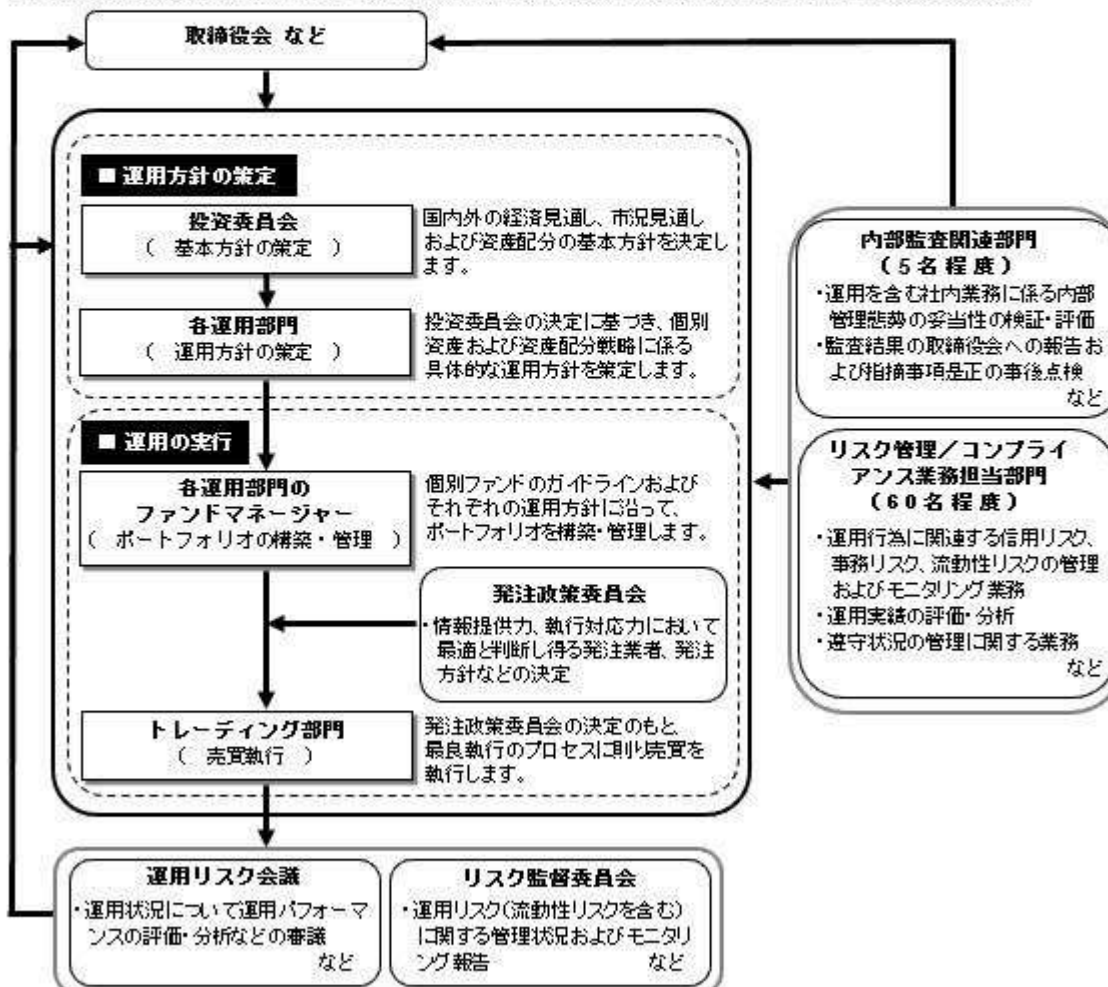 取締役会 など
■ 運用方針の策定
投資委員会
( 基本方針の策定 )
国内外の経済見通し、市況見通し
および資産配分の基本方針を決定し
ます。
各運用部門
( 運用方針の策定 )
投資委員会の決定に基づき、個別
資産および資産配分戦略に係る
具体的な運用方針を策定します。
■ 運用の実行
各運用部門の
ファンドマネージャー
( ポートフォリオの構築・管理 )
個別ファンドのガイドラインおよび
それぞれの運用方針に沿って、
ポートフォリオを構築・管理します。
発注政策委員会
・情報提供力、執行対応力において
最適と判断し得る発注業者、発注
方針などの決定
トレーディング部門
( 売買執行 )
発注政策委員会の決定のもと、
最良執行のプロセスに則り売買を
執行します。
内部監査関連部門
(5名程度)
・運用を含む社内業務に係る内部
管理態勢の妥当性の検証・評価
・監査結果の取締役会への報告お
よび指摘事項是正の事後点検
など
リスク管理/コンプライ
アンス業務担当部門
(60名程度)
・運用行為に関連する信用リスク、
事務リスク、流動性リスクの管理
およびモニタリング業務
・運用実績の評価・分析
・遵守状況の管理に関する業務
など
運用リスク会議
・運用状況について運用パフォーマ
ンスの評価・分析などの審議
など
リスク監督委員会
・運用リスク(流動性リスクを含む)
に関する管理状況およびモニタリ
ング報告 など